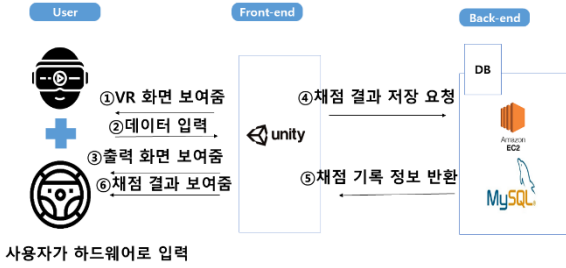 User
Front-end
Back-end
DB
①VR 화면 보여줌
②데이터 입력
③출력 화면 보여줌
⑥채점 결과 보여줌
unity
④채점 결과 저장 요청
⑤채점 기록 정보 반환
Amazon
EC2
MySQL
사용자가 하드웨어로 입력